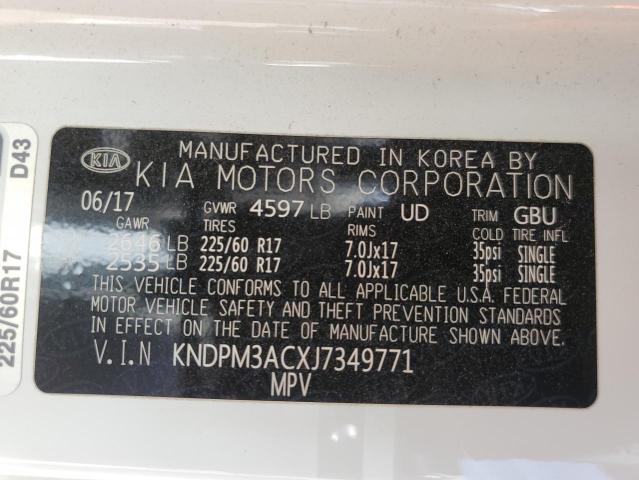 KIA
MANUFACTURED IN KOREA BY
KIA MOTORS CORPORATION
06/17 GVWR 4597 LB PAINT UD TRIM GBU
GAWR TIRES RIMS COLD TIRE INFL
2646 LB 225/60 R17 7.0Jx17 35psi SINGLE
2535 LB 225/60 R17 7.0Jx17 35psi SINGLE
THIS VEHICLE CONFORMS TO ALL APPLICABLE U.S.A. FEDERAL
MOTOR VEHICLE SAFETY AND THEFT PREVENTION STANDARDS
IN EFFECT ON THE DATE OF MANUFACTURE SHOWN ABOVE.
V.I.N KNDPM3ACXJ7349771
MPV
D43
225/60R17